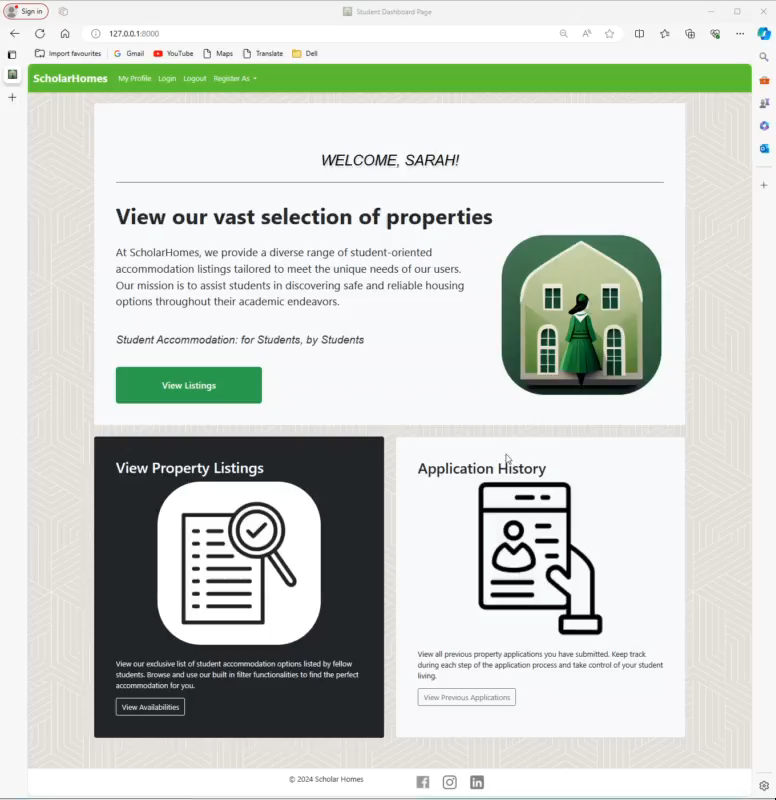 Sign in
Student Dashboard Page
127.0.0.1:8000
Import favourites
Gmail
YouTube
Maps
Translate
Dell
ScholarHomes
My Profile
Login
Logout
Register As
WELCOME, SARAH!
View our vast selection of properties
At ScholarHomes, we provide a diverse range of student-oriented
accommodation listings tailored to meet the unique needs of our users.
Our mission is to assist students in discovering safe and reliable housing
options throughout their academic endeavors.
Student Accommodation: for Students, by Students
View Listings
View Property Listings
View our exclusive list of student accommodation options listed by fellow
students. Browse and use our built in filter functionalities to find the perfect
accommodation for you.
View Availabilities
Application History
View all previous property applications you have submitted. Keep track
during each step of the application process and take control of your student
living.
View Previous Applications
© 2024 Scholar Homes